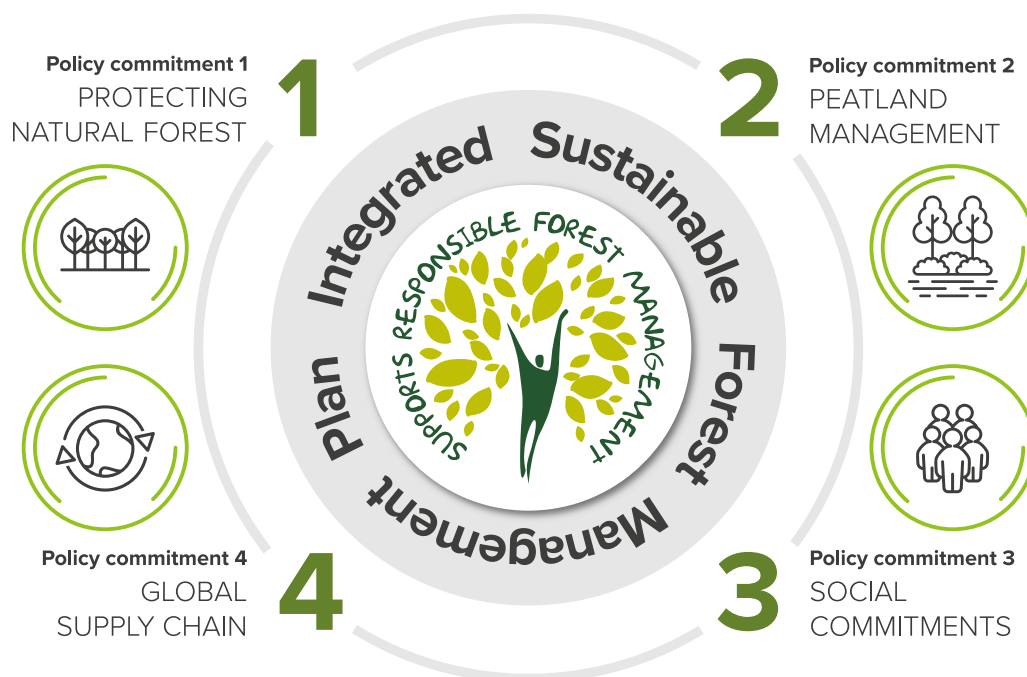 Policy commitment 1
PROTECTING
NATURAL FOREST
1
2
Policy commitment 2
PEATLAND
MANAGEMENT
Integrated Sustainable Forest Management Plan
SUPPORTS RESPONSIBLE FOREST MANAGEMENT
Policy commitment 4
GLOBAL
SUPPLY CHAIN
4
3
Policy commitment 3
SOCIAL
COMMITMENTS